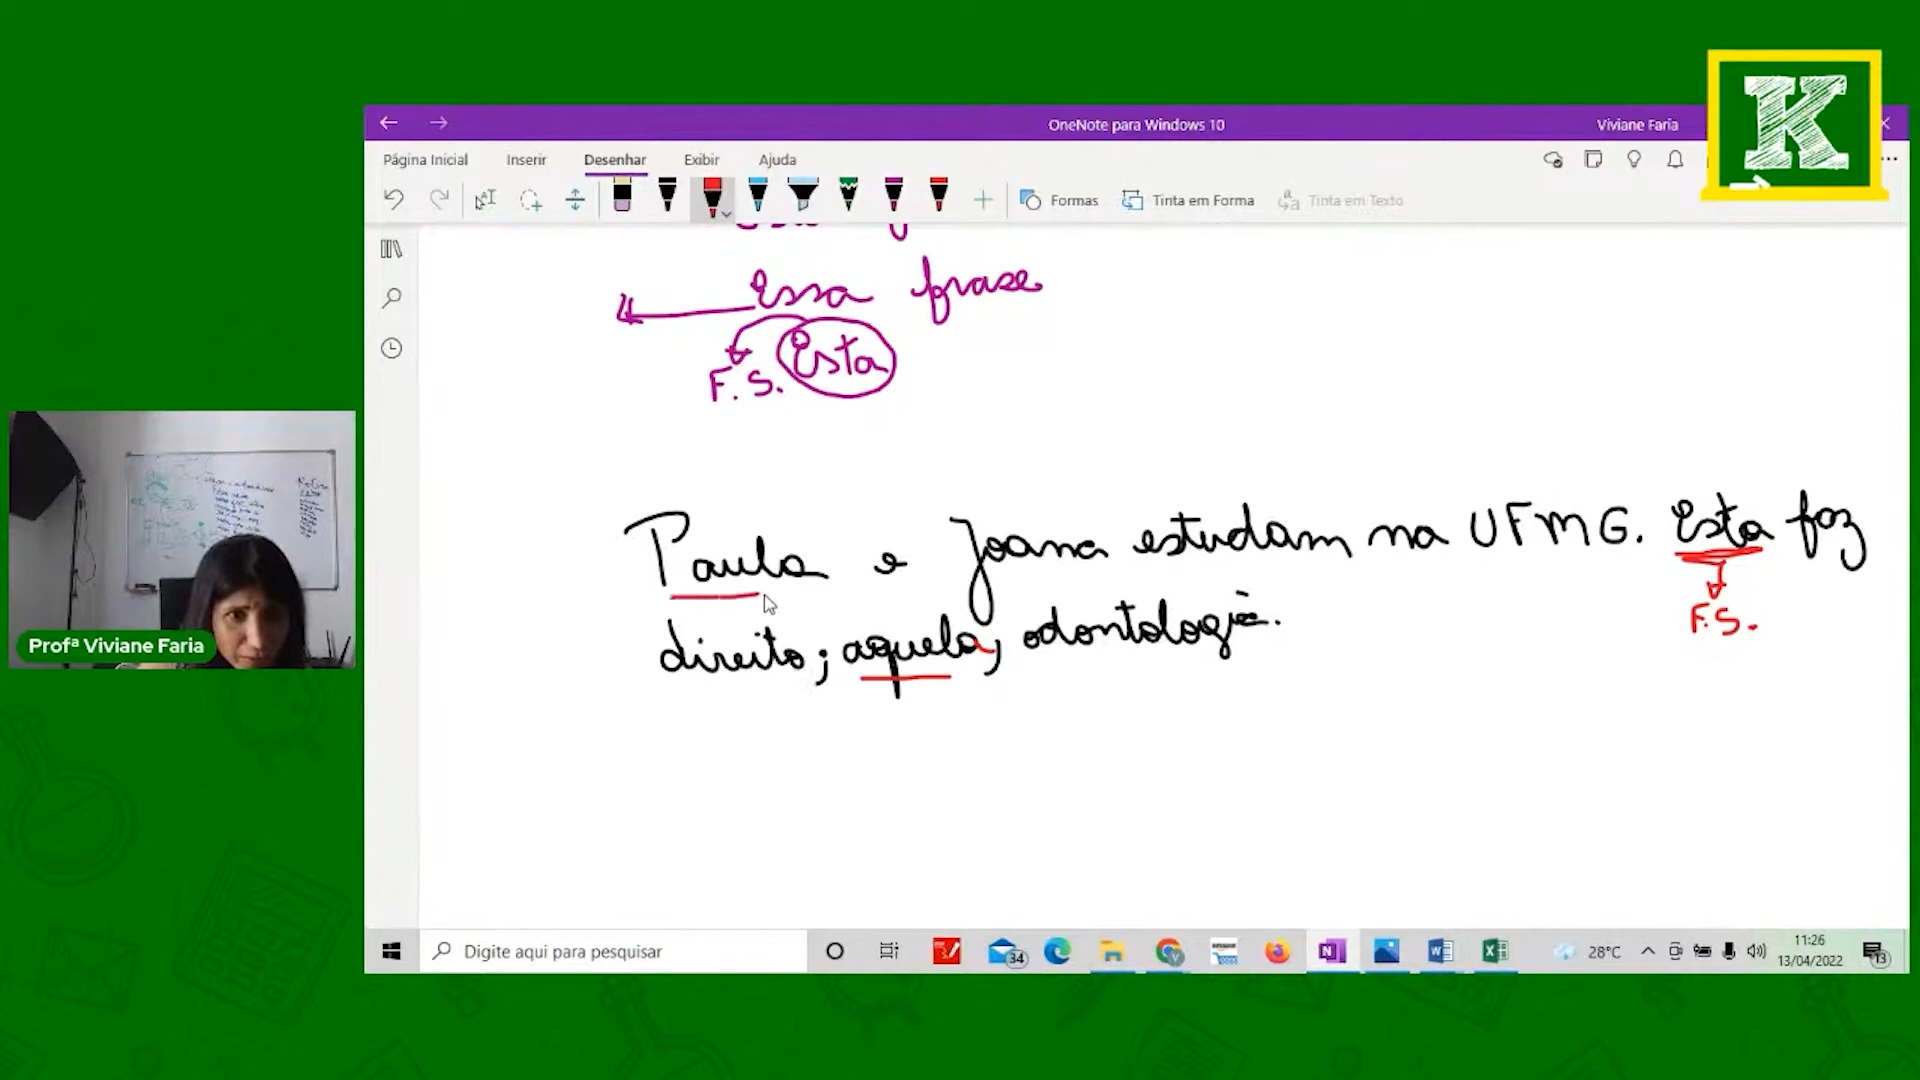 K
OneNote para Windows 10
Viviane Faria
Página Inicial
Inserir
Desenhar
Exibir
Ajuda
Formas
Tinta em Forma
Tinta em Texto
Essa frase
F.S. Esta
Paula e Joana estudam na UFMG. Esta faz
F.S.
direito; aquela, odontologia.
Profª Viviane Faria
Digite aqui para pesquisar
34
28°C
11:26
13/04/2022
13